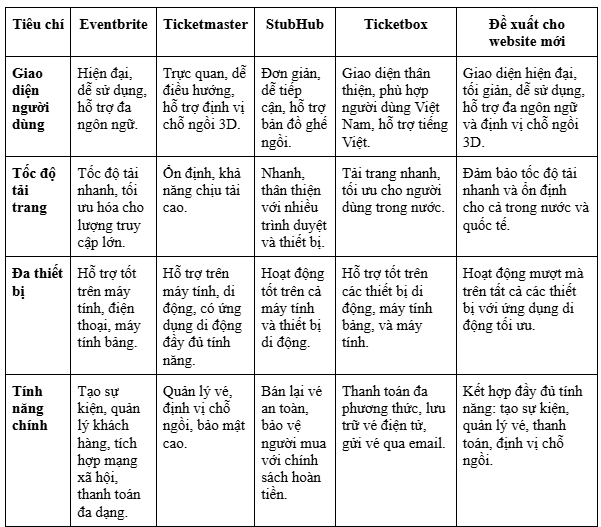 Tiêu chí
Eventbrite
Ticketmaster
StubHub
Ticketbox
Đề xuất cho
website mới
Giao
diện
người
dùng
Hiện đại,
dễ sử dụng,
hỗ trợ đa
ngôn ngữ.
Trực quan, dễ
điều hướng,
hỗ trợ định vị
chỗ ngồi 3D.
Đơn giản,
dễ tiếp
cận, hỗ trợ
bản đồ ghế
ngồi.
Giao diện thân
thiện, phù hợp
người dùng Việt
Nam, hỗ trợ tiếng
Việt.
Giao diện hiện đại,
tối giản, dễ sử dụng,
hỗ trợ đa ngôn ngữ
và định vị chỗ ngồi
3D.
Tốc độ
tải
trang
Tốc độ tải
nhanh, tối
ưu hóa cho
lượng truy
cập lớn.
Ổn định, khả
năng chịu tải
cao.
Nhanh,
thân thiện
với nhiều
trình duyệt
và thiết bị.
Tải trang nhanh,
tối ưu cho người
dùng trong nước.
Đảm bảo tốc độ tải
nhanh và ổn định
cho cả trong nước và
quốc tế.
Đa thiết
bị
Hỗ trợ tốt
trên máy
tính, điện
thoại, máy
tính bảng.
Hỗ trợ trên
máy tính, di
động, có ứng
dụng di động
đầy đủ tính
năng.
Hoạt động
tốt trên cả
máy tính
và thiết bị
di động.
Hỗ trợ tốt trên
các thiết bị di
động, máy tính
bảng, và máy
tính.
Hoạt động mượt mà
trên tất cả các thiết
bị với ứng dụng di
động tối ưu.
Tính
năng
chính
Tạo sự
kiện, quản
lý khách
hàng, tích
hợp mạng
xã hội,
thanh toán
đa dạng.
Quản lý vé,
định vị chỗ
ngồi, bảo mật
cao.
Bán lại vé
an toàn,
bảo vệ
người mua
với chính
sách hoàn
tiền.
Thanh toán đa
phương thức, lưu
trữ vé điện tử,
gửi vé qua email.
Kết hợp đầy đủ tính
năng: tạo sự kiện,
quản lý vé, thanh
toán, định vị chỗ
ngồi.